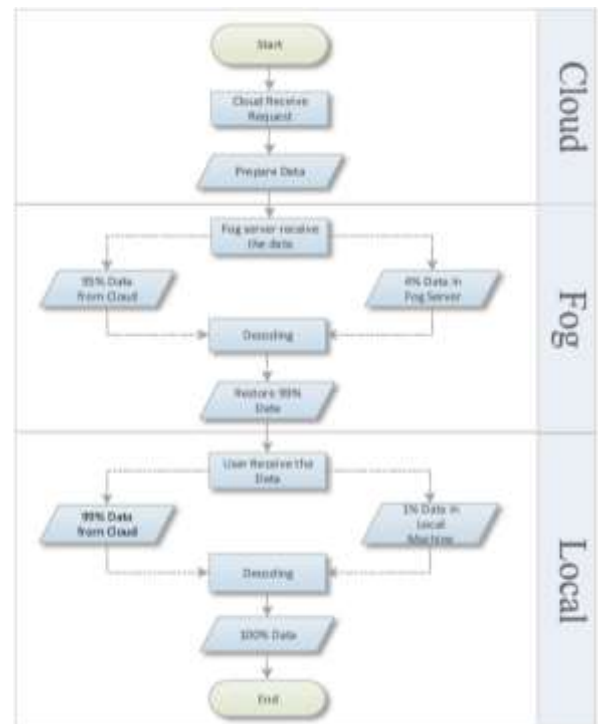 Start
Cloud Receive
Request
Prepare Data
Cloud
Fog server receive
the data
95% Data
from Cloud
4% Data in
Fog Server
Decoding
Restore 99%
Data
Fog
User Receive the
Data
99% Data
from Cloud
1% Data in
Local
Machine
Decoding
100% Data
End
Local